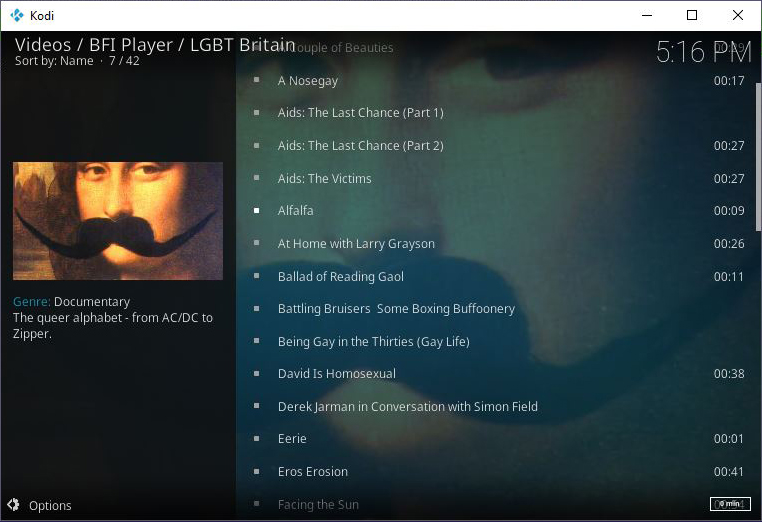 Kodi
Videos / BFI Player / LGBT Britain
Sort by: Name · 7 / 42
5:16 PM
A Couple of Beauties
A Nosegay 00:17
Aids: The Last Chance (Part 1)
Aids: The Last Chance (Part 2) 00:27
Aids: The Victims 00:27
Alfalfa 00:09
At Home with Larry Grayson 00:26
Ballad of Reading Gaol 00:11
Battling Bruisers  Some Boxing Buffoonery
Being Gay in the Thirties (Gay Life)
David Is Homosexual 00:38
Derek Jarman in Conversation with Simon Field
Eerie 00:01
Eros Erosion 00:41
Facing the Sun
Genre: Documentary
The queer alphabet - from AC/DC to
Zipper.
Options
0 min